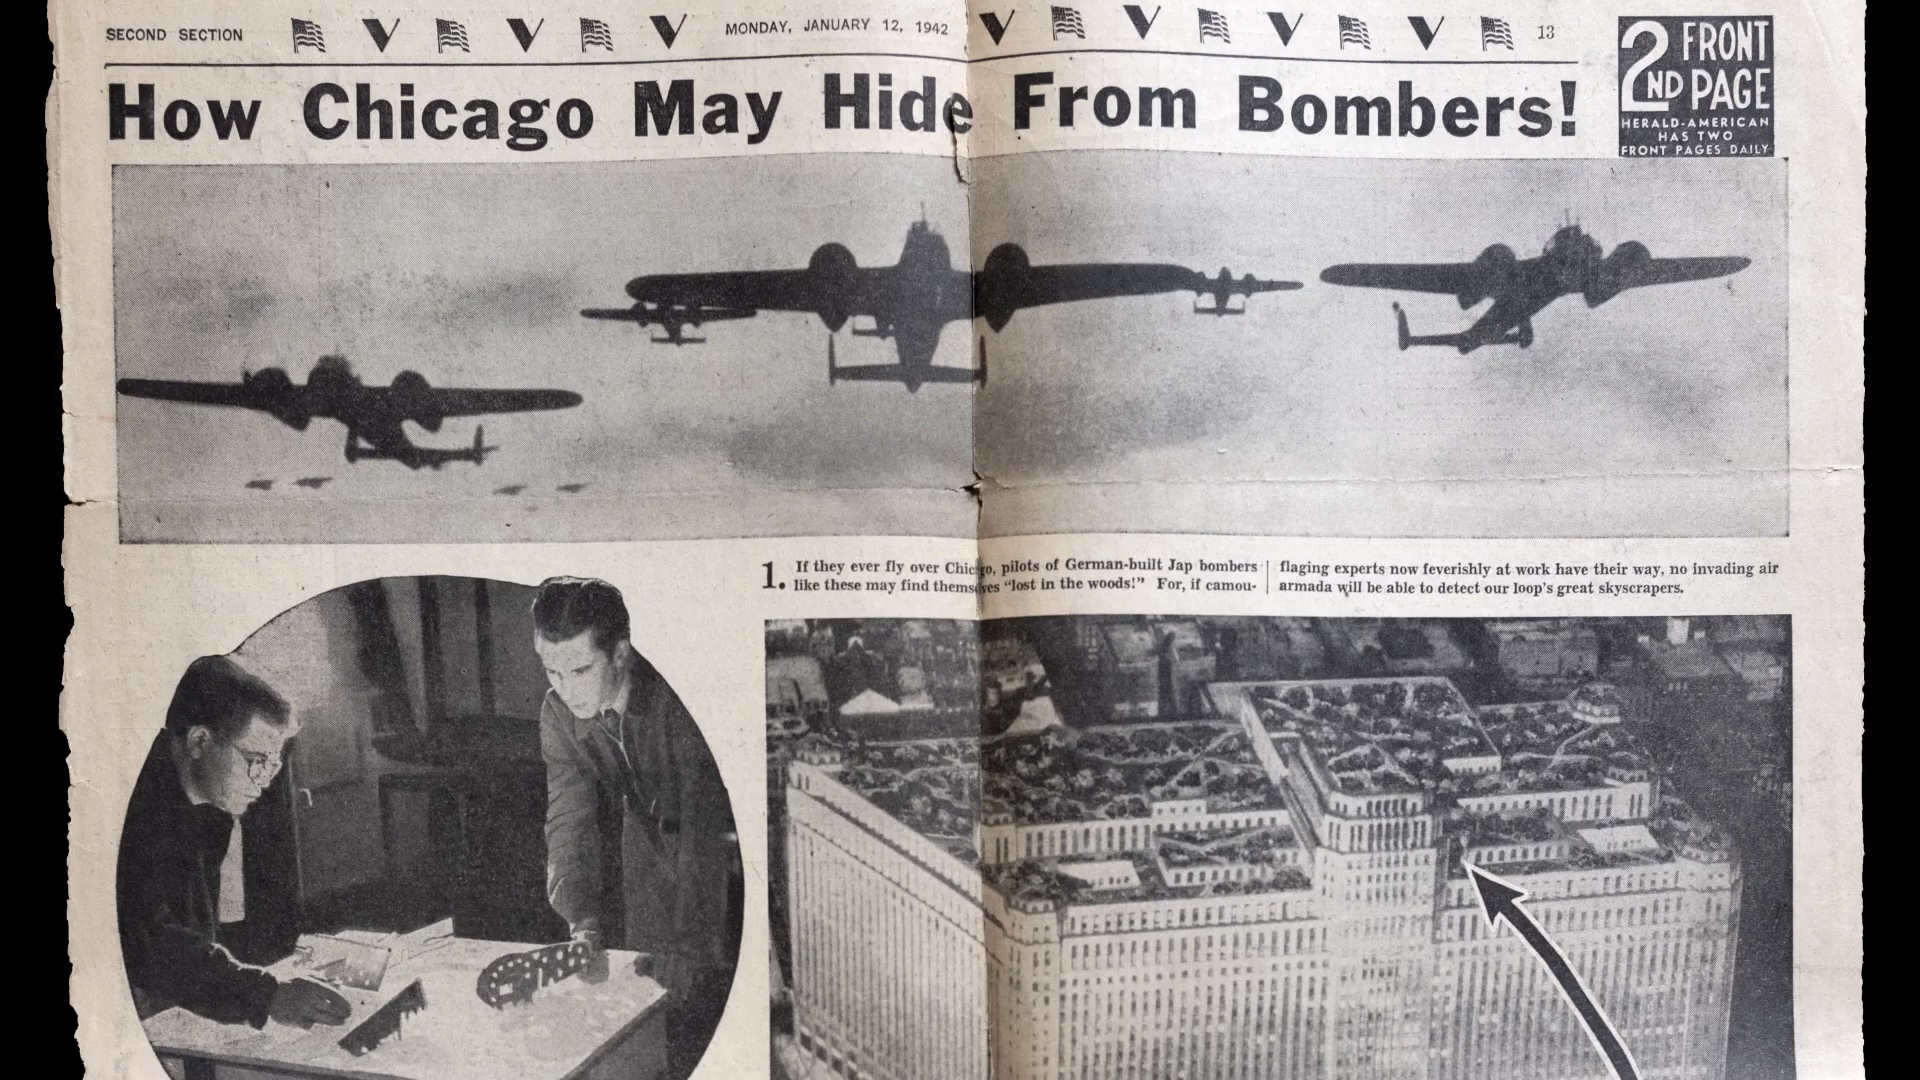 SECOND SECTION
MONDAY, JANUARY 12, 1942
13
2ND FRONT PAGE
HERALD-AMERICAN
HAS TWO
FRONT PAGES DAILY
How Chicago May Hide From Bombers!
1. If they ever fly over Chicago, pilots of German-built Jap bombers
like these may find themselves "lost in the woods!" For, if camou-
flaging experts now feverishly at work have their way, no invading air
armada will be able to detect our loop's great skyscrapers.